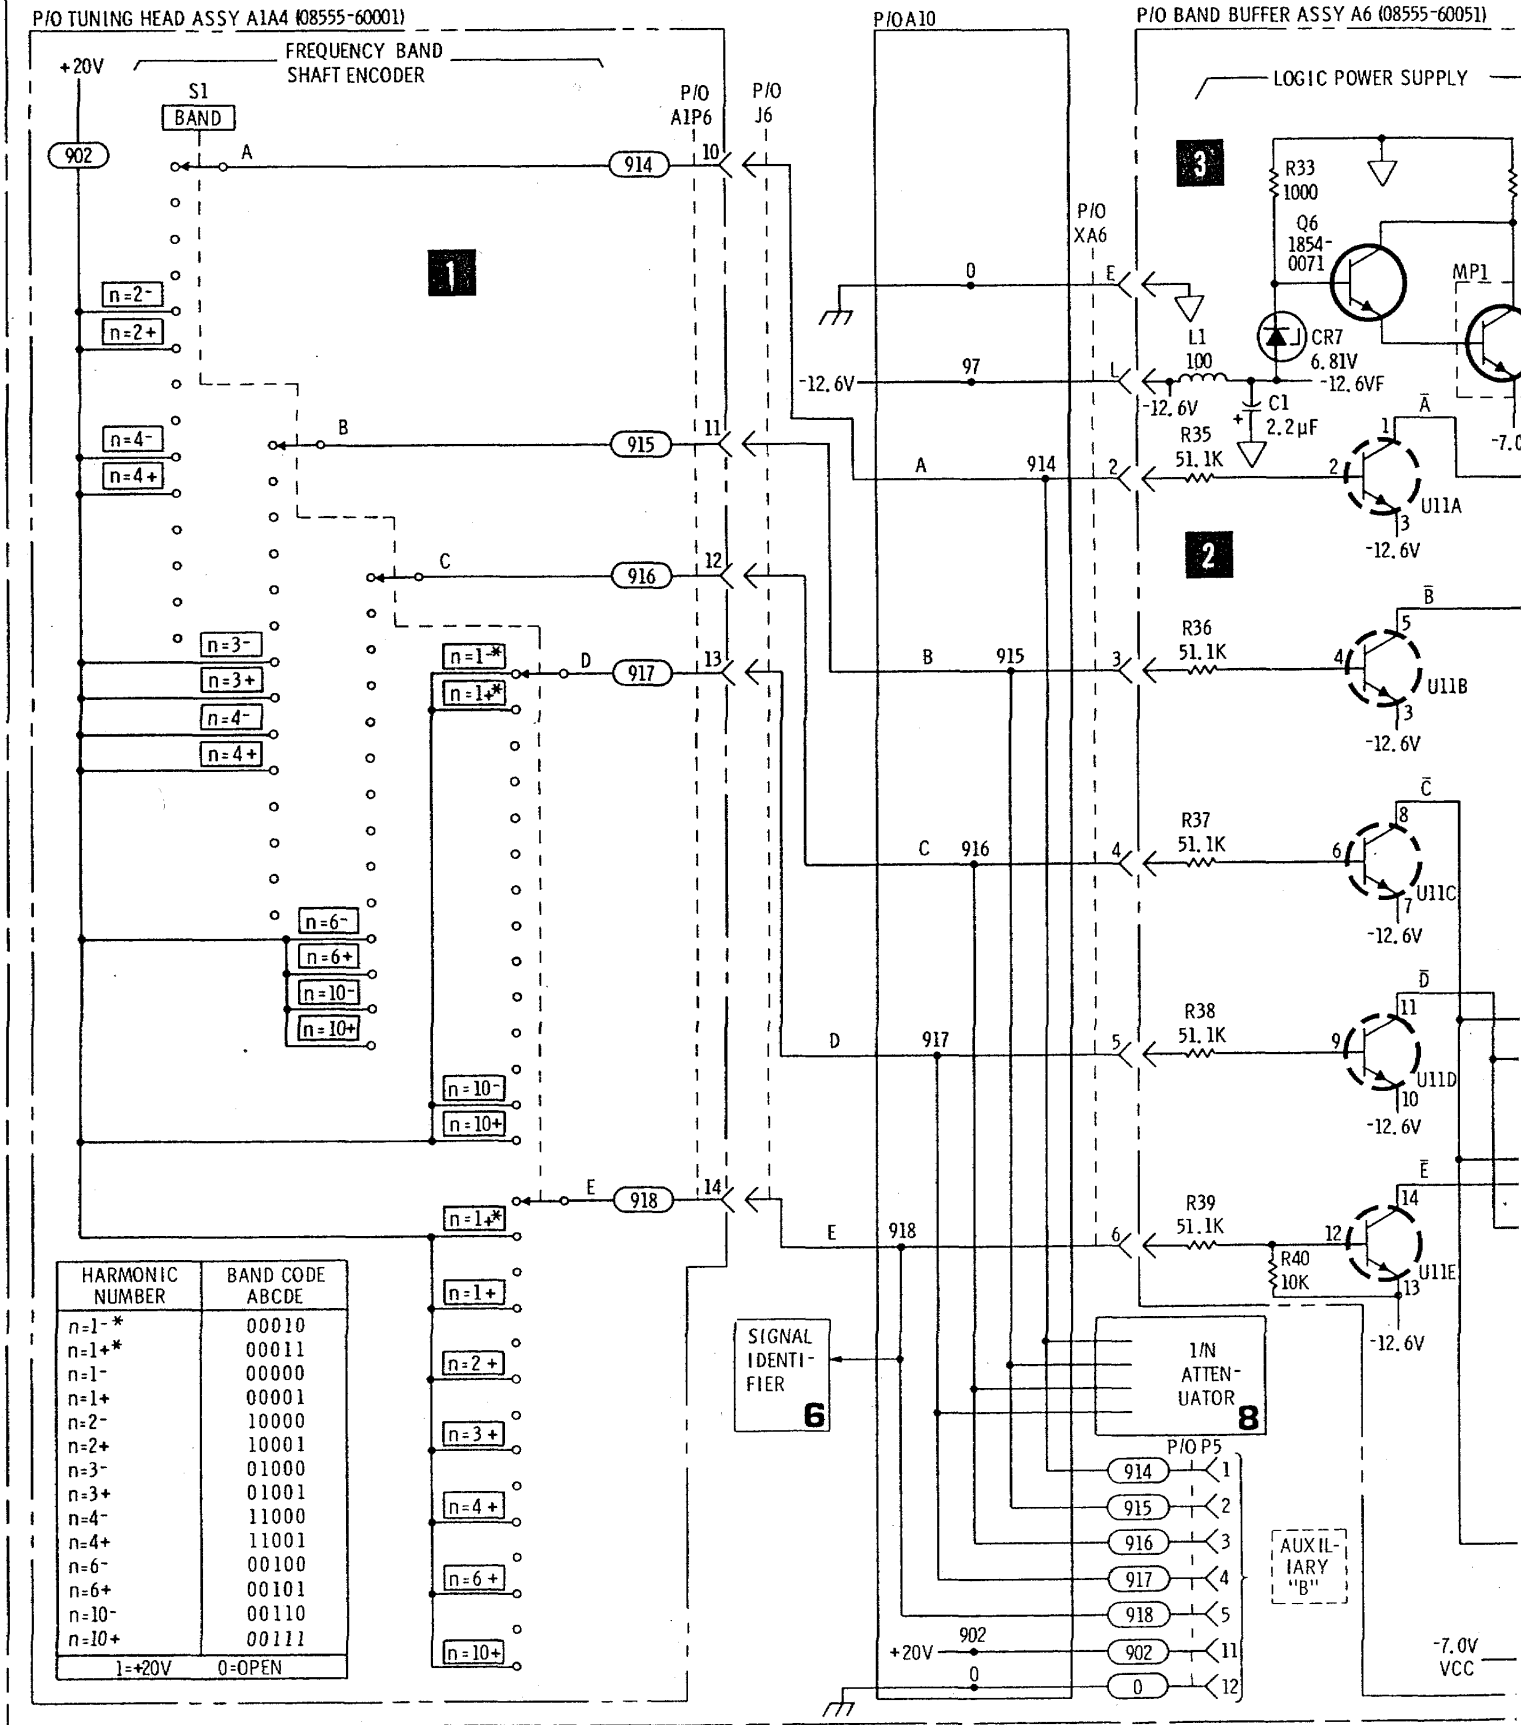 P/O TUNING HEAD ASSY A1A4 (08555-60001)
P/O A10
P/O BAND BUFFER ASSY A6 (08555-60051)
+20V
FREQUENCY BAND
SHAFT ENCODER
S1
BAND
902
A
914
10
P/O
A1P6
P/O
J6
1
n=2-
n=2+
n=4-
n=4+
B
915
11
C
916
12
n=3-
n=3+
n=4-
n=4+
n=1-*
n=1+*
D
917
13
n=6-
n=6+
n=10-
n=10+
n=10-
n=10+
E
918
14
n=1+*
n=1+
n=2+
n=3+
n=4+
n=6+
n=10+
HARMONIC
NUMBER
BAND CODE
ABCDE
n=1-* 00010
n=1+* 00011
n=1- 00000
n=1+ 00001
n=2- 10000
n=2+ 10001
n=3- 01000
n=3+ 01001
n=4- 11000
n=4+ 11001
n=6- 00100
n=6+ 00101
n=10- 00110
n=10+ 00111
1=+20V 0=OPEN
0
-12.6V
97
A
914
B
915
C
916
D
917
E
918
P/O
XA6
E
L
2
3
4
5
6
SIGNAL
IDENTI-
FIER
6
1/N
ATTEN-
UATOR
8
P/O P5
914
1
915
2
916
3
917
4
918
5
+20V
902
902
11
0
0
12
AUXIL-
IARY
"B"
LOGIC POWER SUPPLY
3
R33
1000
Q6
1854-
0071
MP1
L1
100
CR7
6.81V
-12.6V
-12.6VF
+
C1
2.2µF
-7.0
R35
51.1K
2
1
Ā
U11A
3
-12.6V
2
R36
51.1K
4
5
B̄
U11B
3
-12.6V
R37
51.1K
6
8
C̄
U11C
7
-12.6V
R38
51.1K
9
11
D̄
U11D
10
-12.6V
R39
51.1K
12
14
Ē
R40
10K
U11E
13
-12.6V
-7.0V
VCC